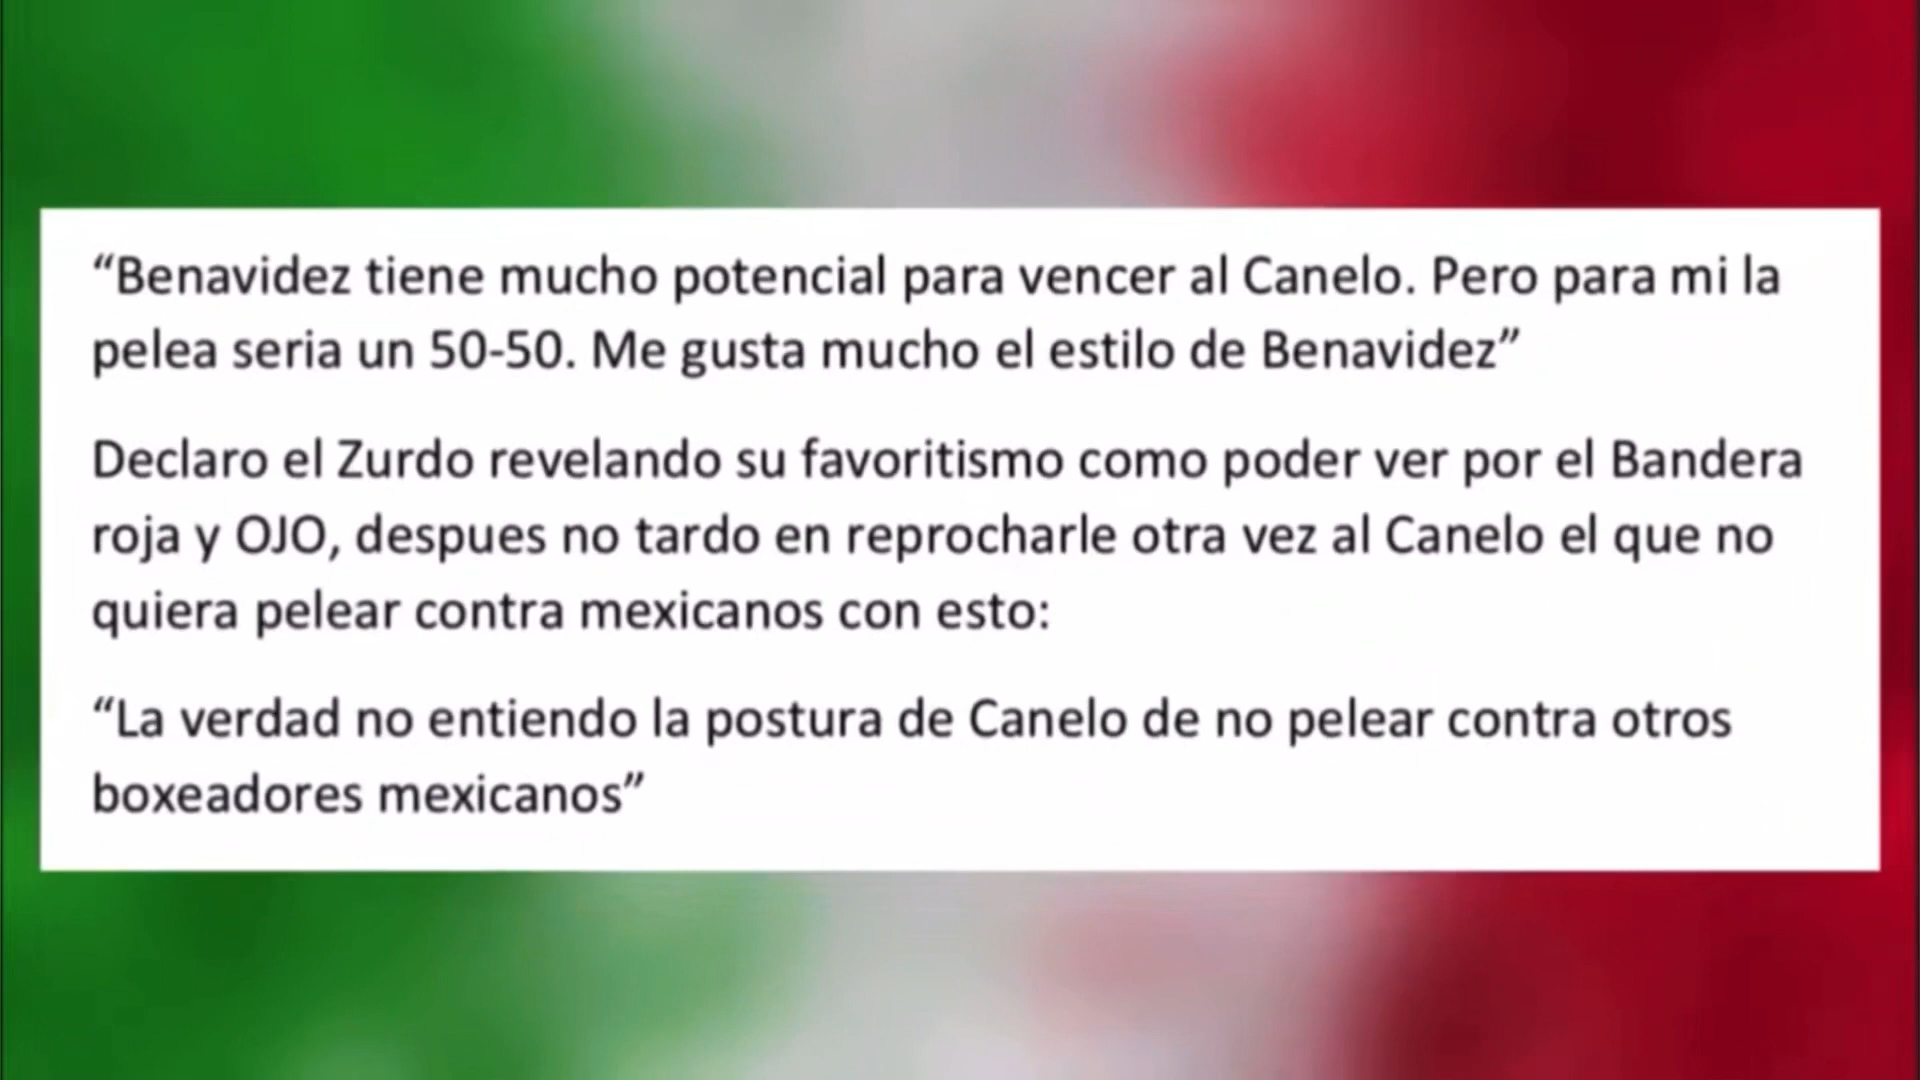 “Benavidez tiene mucho potencial para vencer al Canelo. Pero para mi la
pelea seria un 50-50. Me gusta mucho el estilo de Benavidez”
Declaro el Zurdo revelando su favoritismo como poder ver por el Bandera
roja y OJO, despues no tardo en reprocharle otra vez al Canelo el que no
quiera pelear contra mexicanos con esto:
“La verdad no entiendo la postura de Canelo de no pelear contra otros
boxeadores mexicanos”